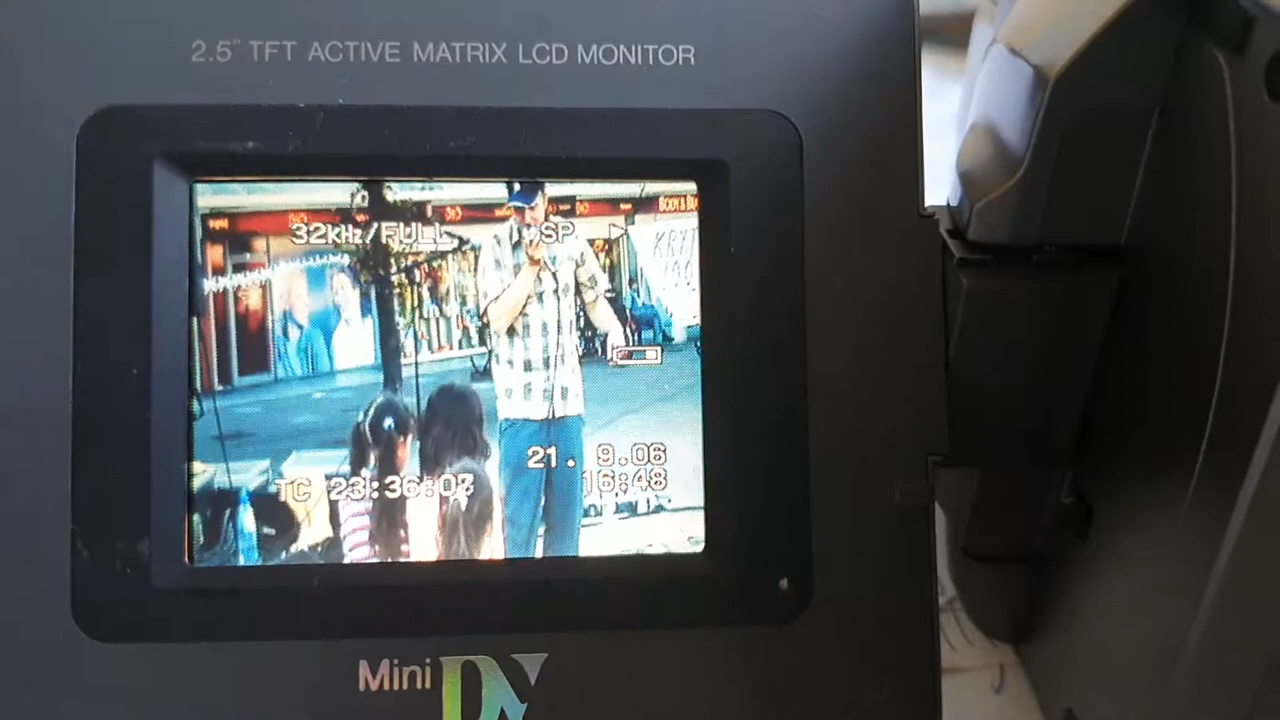 2.5" TFT ACTIVE MATRIX LCD MONITOR
BODY & B
32kHz/FULL SP
21. 9.06
TC 23:36:07 16:48
Mini DV